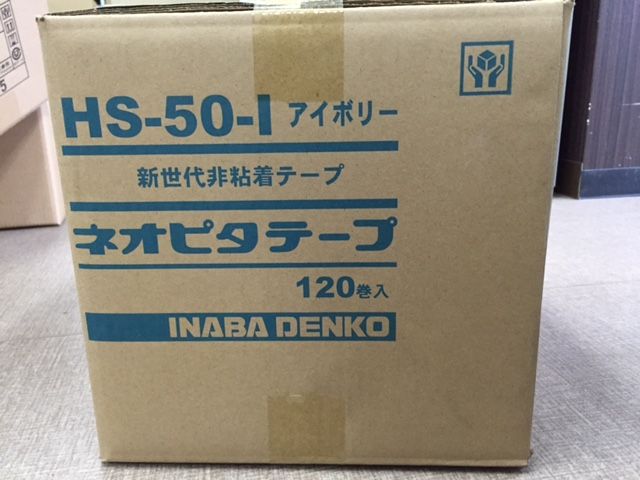 HS-50-I アイボリー
新世代非粘着テープ
ネオピタテープ
120巻入
INABA DENKO